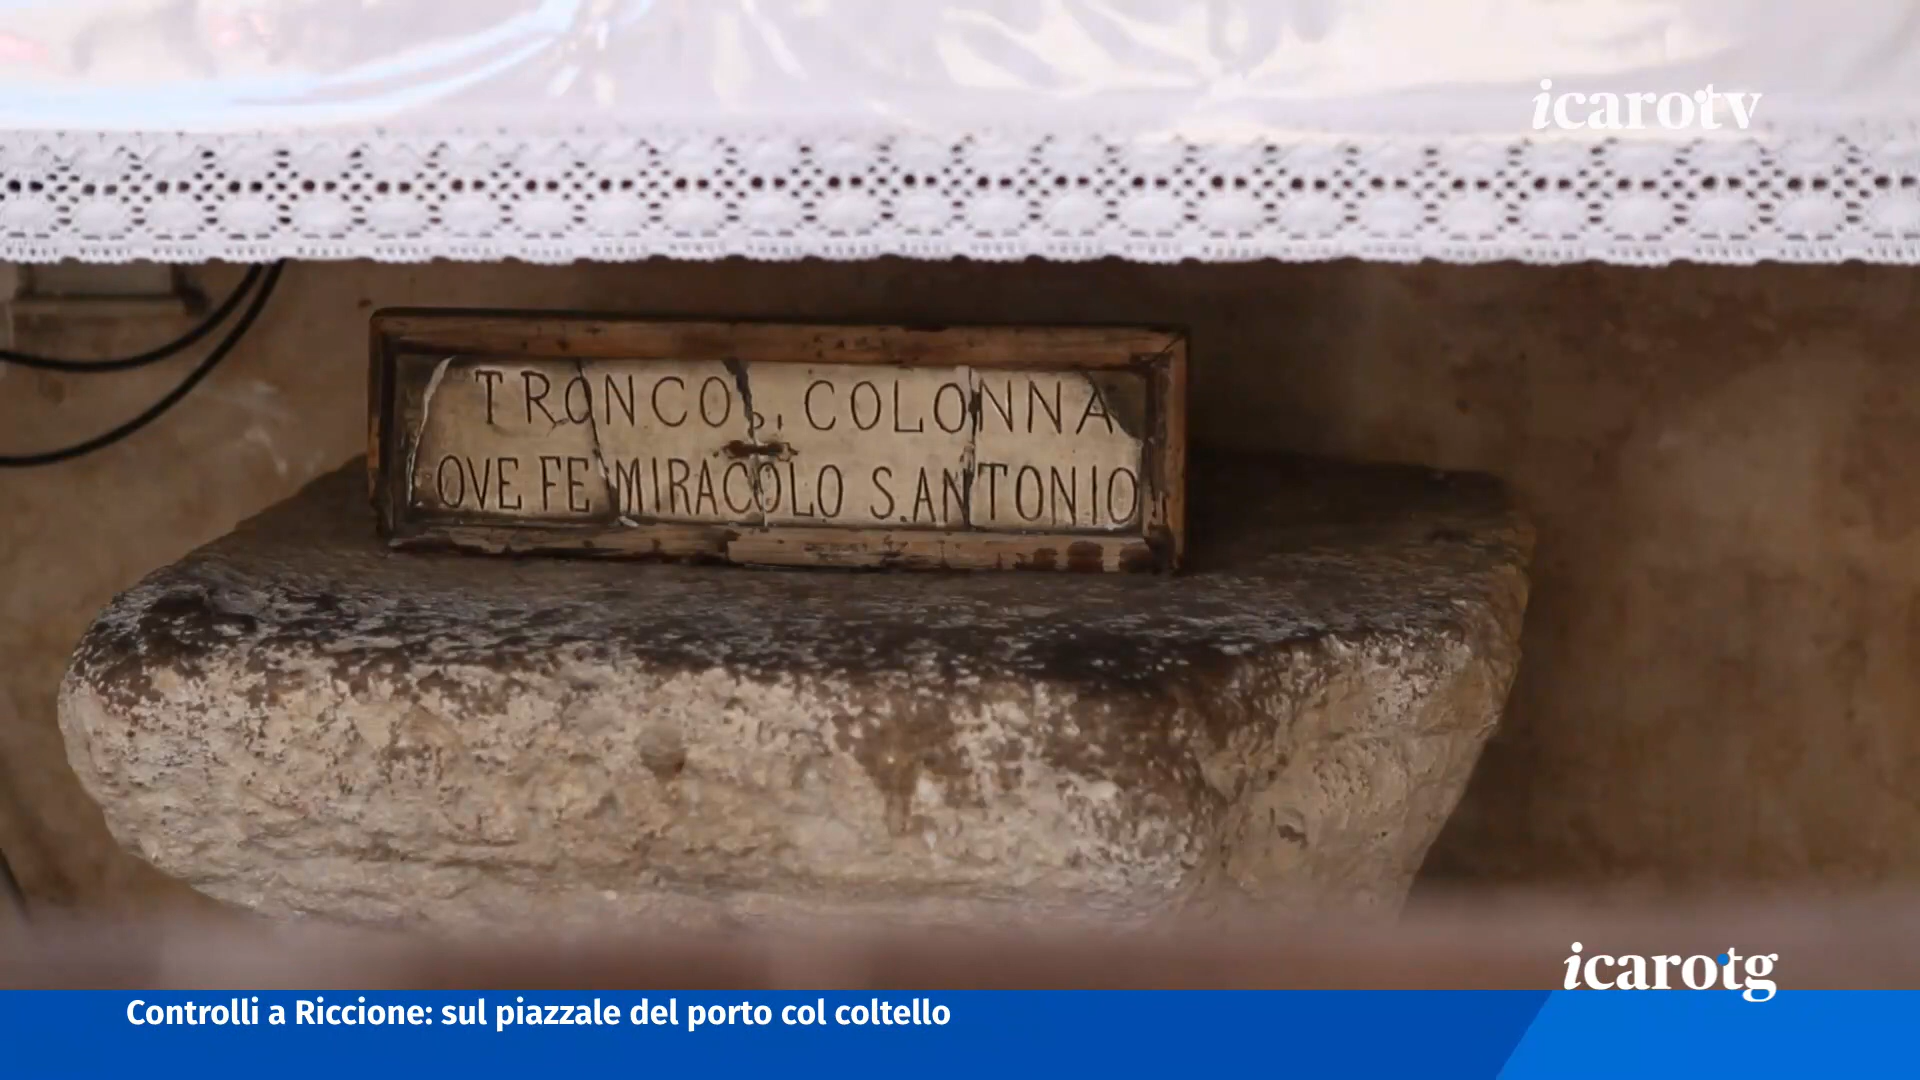 icarotv
TRONCO COLONNA
OVE FE MIRACOLO S. ANTONIO
icarotg
Controlli a Riccione: sul piazzale del porto col coltello